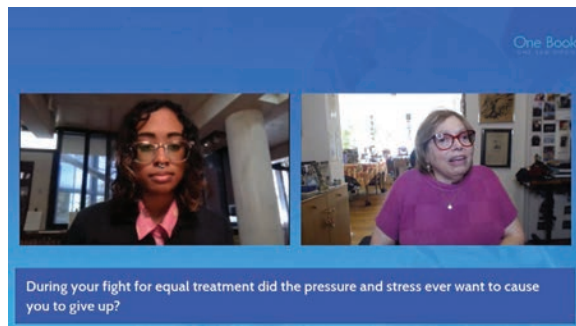 One Book
During your fight for equal treatment did the pressure and stress ever want to cause
you to give up?